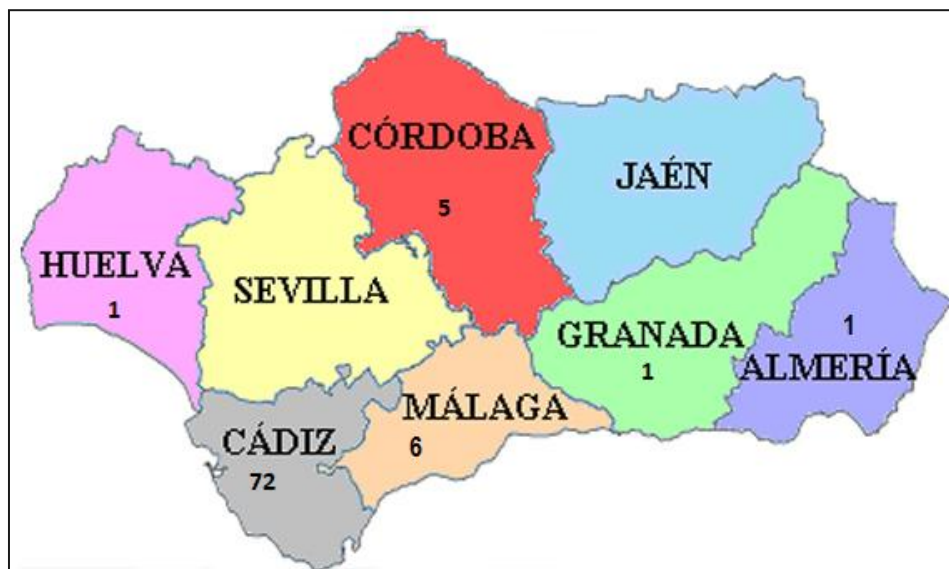 CÓRDOBA
5
JAÉN
HUELVA
1
SEVILLA
GRANADA
1
1
ALMERÍA
MÁLAGA
6
CÁDIZ
72